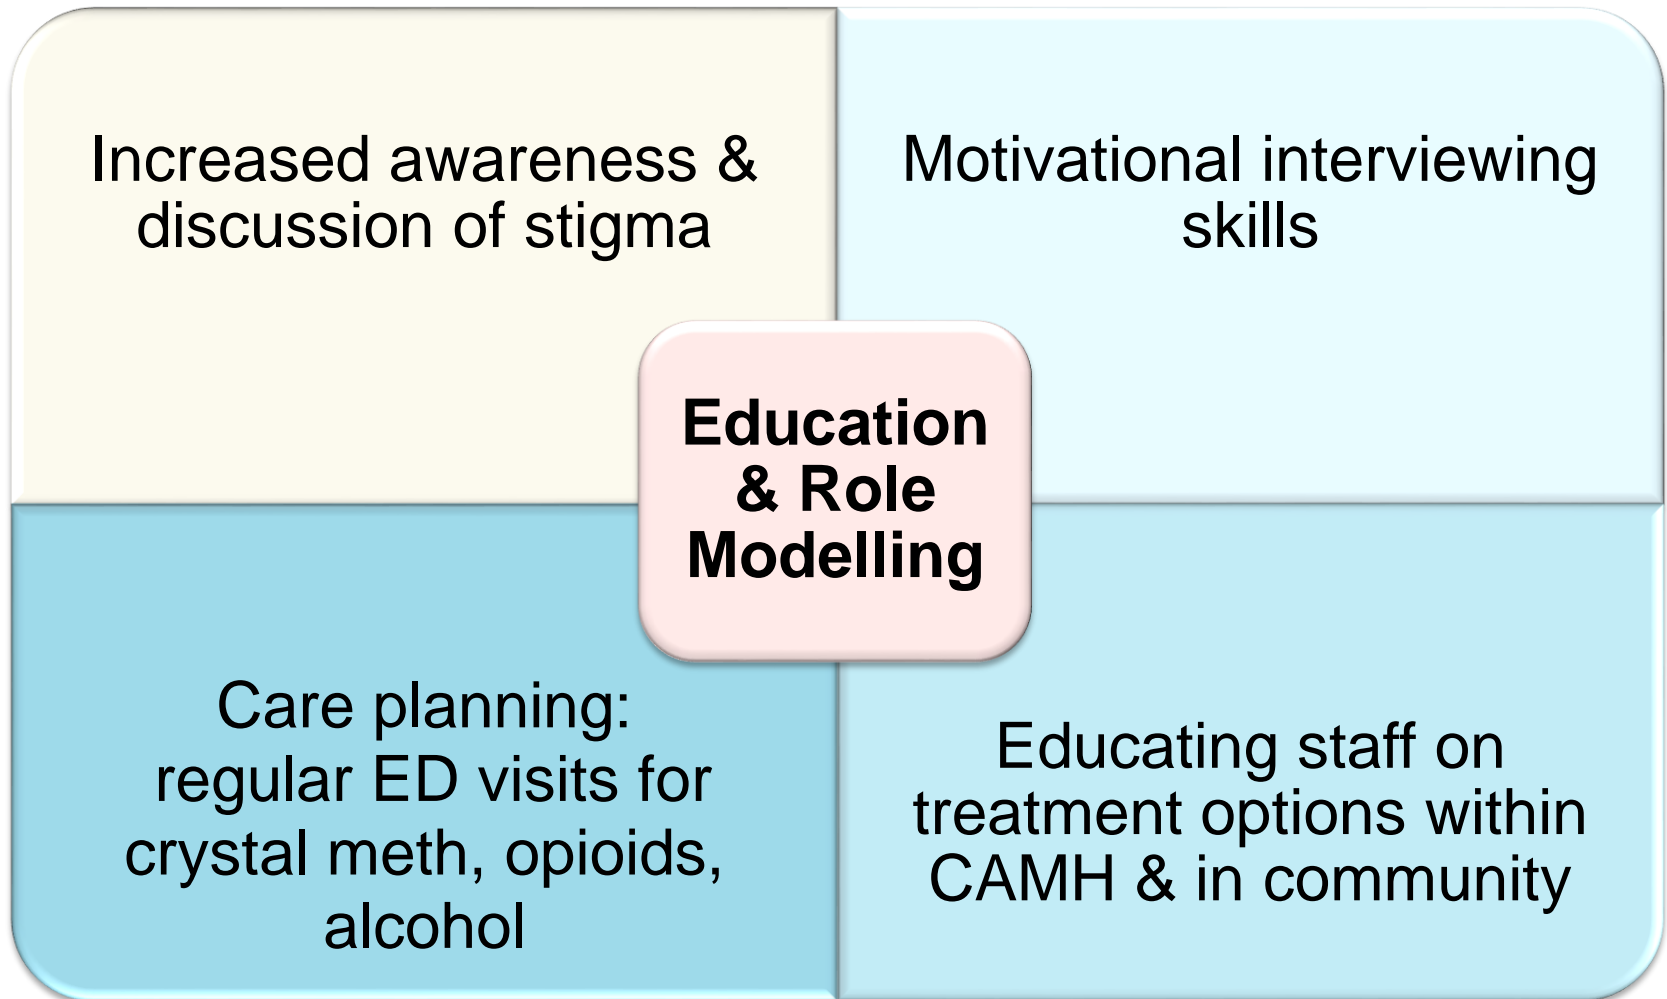 Increased awareness &
discussion of stigma
Motivational interviewing
skills
Education
& Role
Modelling
Care planning:
regular ED visits for
crystal meth, opioids,
alcohol
Educating staff on
treatment options within
CAMH & in community